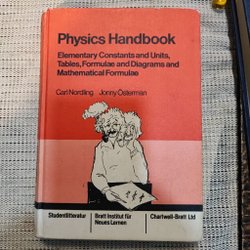 Physics Handbook
Elementary Constants and Units,
Tables, Formulae and Diagrams and
Mathematical Formulae
Carl Nordling Jonny Österman
Studentlitteratur
Bratt Institut für
Neues Lernen
Chartwell-Bratt Ltd